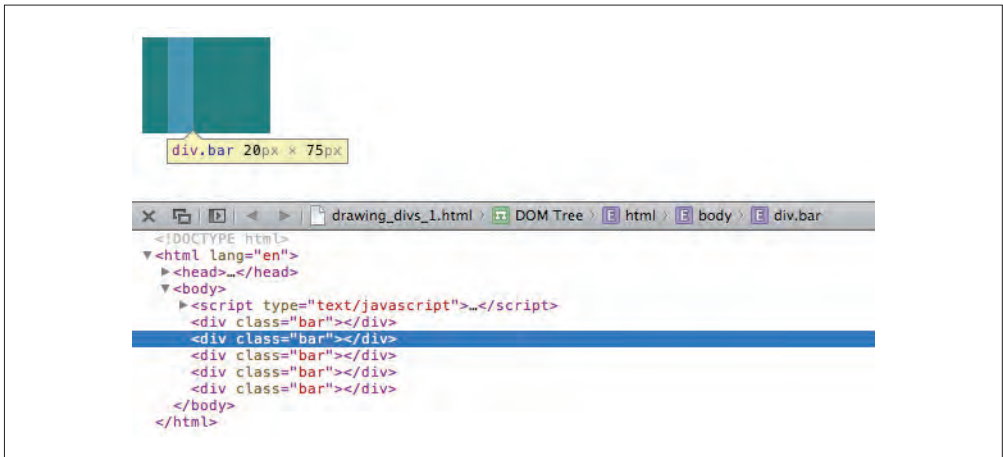 div.bar 20px × 75px
drawing_divs_1.html DOM Tree E html E body E div.bar
<!DOCTYPE html>
▼<html lang="en">
▶<head>…</head>
▼<body>
▶<script type="text/javascript">…</script>
<div class="bar"></div>
<div class="bar"></div>
<div class="bar"></div>
<div class="bar"></div>
<div class="bar"></div>
</body>
</html>